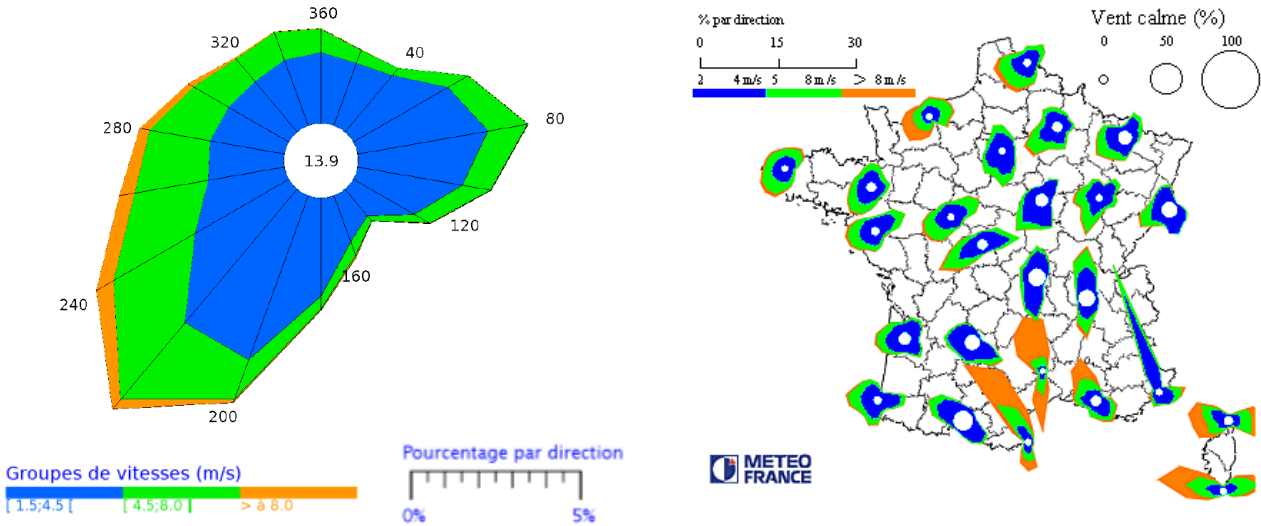 360
320
40
280
80
13.9
120
240
160
200
Groupes de vitesses (m/s)
[ 1.5;4.5 [ [ 4.5;8.0 ] > à 8.0
Pourcentage par direction
0% 5%
% par direction
0 15 30
2 4 m/s 5 8 m/s > 8 m/s
Vent calme (%)
0 50 100
METEO
FRANCE